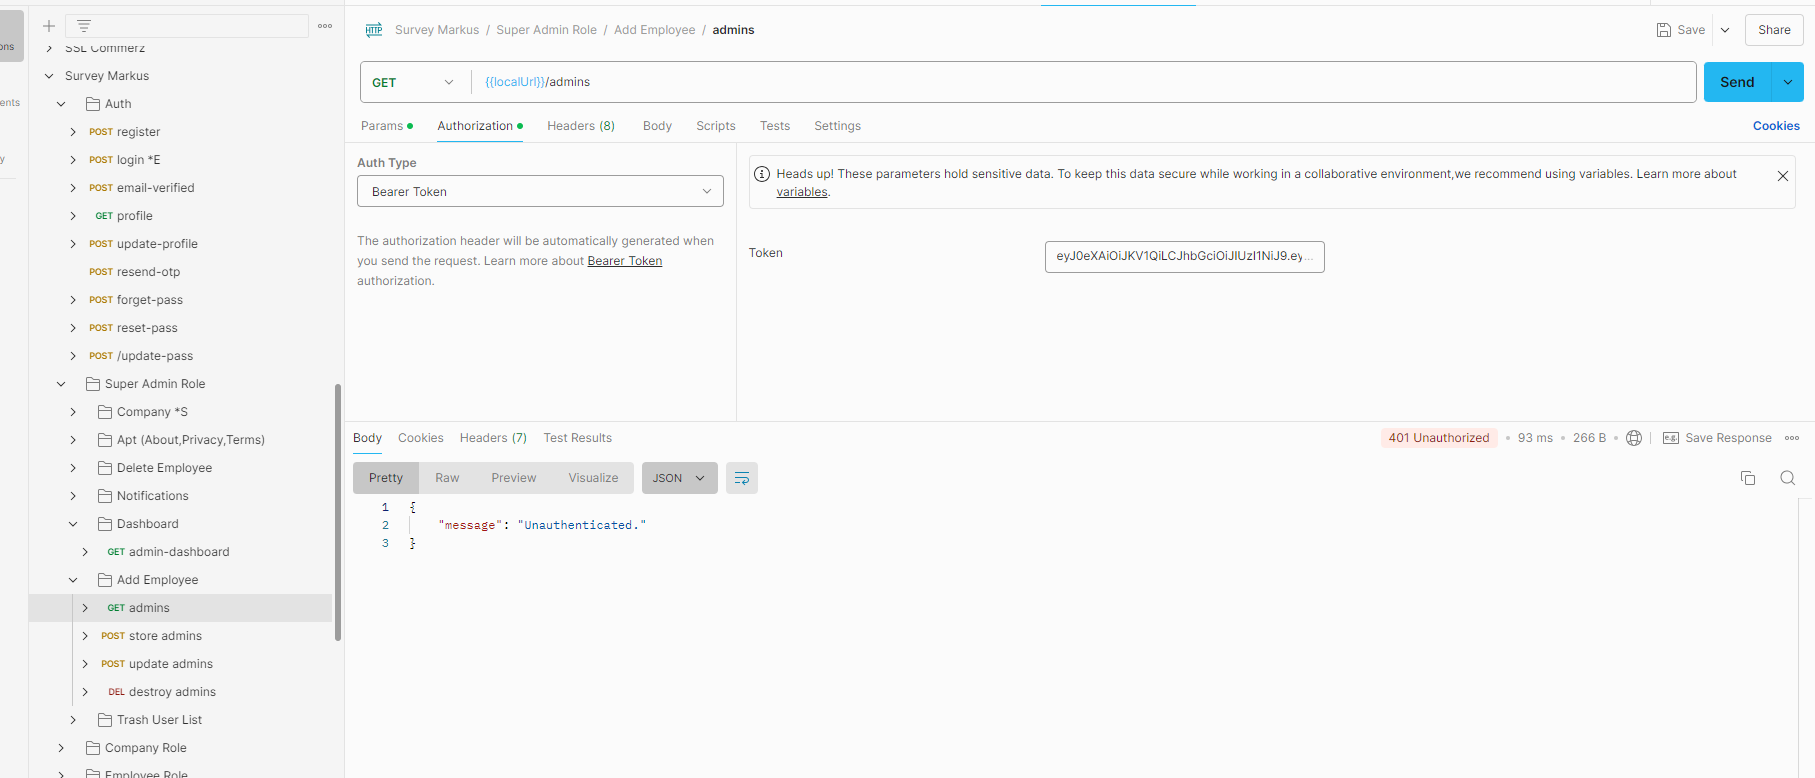 ons
ents
y
SSL Commerz
Survey Markus
Auth
POST register
POST login *E
POST email-verified
GET profile
POST update-profile
POST resend-otp
POST forget-pass
POST reset-pass
POST /update-pass
Super Admin Role
Company *S
Apt (About,Privacy,Terms)
Delete Employee
Notifications
Dashboard
GET admin-dashboard
Add Employee
GET admins
POST store admins
POST update admins
DEL destroy admins
Trash User List
Company Role
Employee Role
HTTP Survey Markus / Super Admin Role / Add Employee / admins
Save
Share
GET
{{localUrl}}/admins
Send
Params
Authorization
Headers (8)
Body
Scripts
Tests
Settings
Cookies
Auth Type
Bearer Token
The authorization header will be automatically generated when
you send the request. Learn more about Bearer Token
authorization.
Heads up! These parameters hold sensitive data. To keep this data secure while working in a collaborative environment,we recommend using variables. Learn more about
variables.
Token
eyJ0eXAiOiJKV1QiLCJhbGciOiJIUzI1NiJ9.ey...
Body
Cookies
Headers (7)
Test Results
401 Unauthorized • 93 ms • 266 B
e.g. Save Response
Pretty
Raw
Preview
Visualize
JSON
1 {
2 "message": "Unauthenticated."
3 }